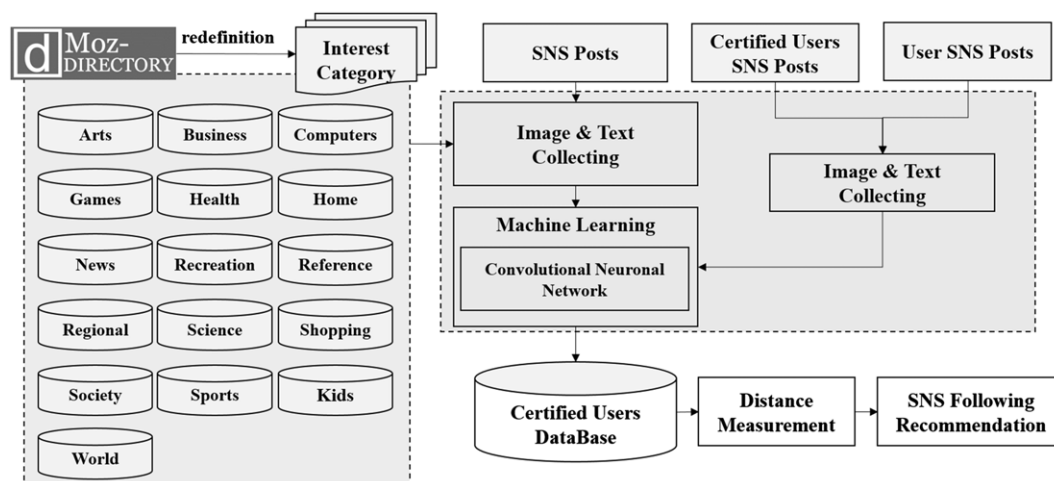 d
Moz-
DIRECTORY
redefinition
Interest
Category
SNS Posts
Certified Users
SNS Posts
User SNS Posts
Arts
Business
Computers
Games
Health
Home
News
Recreation
Reference
Regional
Science
Shopping
Society
Sports
Kids
World
Image & Text
Collecting
Image & Text
Collecting
Machine Learning
Convolutional Neuronal
Network
Certified Users
DataBase
Distance
Measurement
SNS Following
Recommendation